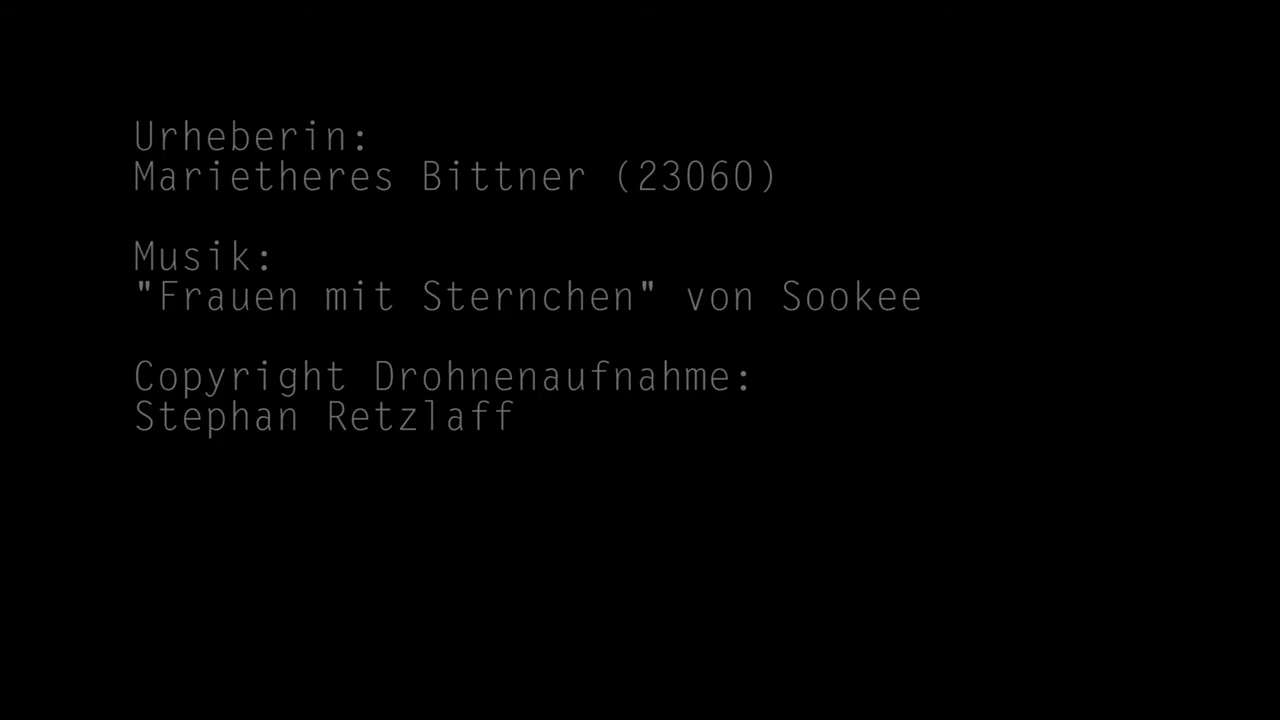 Urheberin:
Marietheres Bittner (23060)
Musik:
"Frauen mit Sternchen" von Sookee
Copyright Drohnenaufnahme:
Stephan Retzlaff